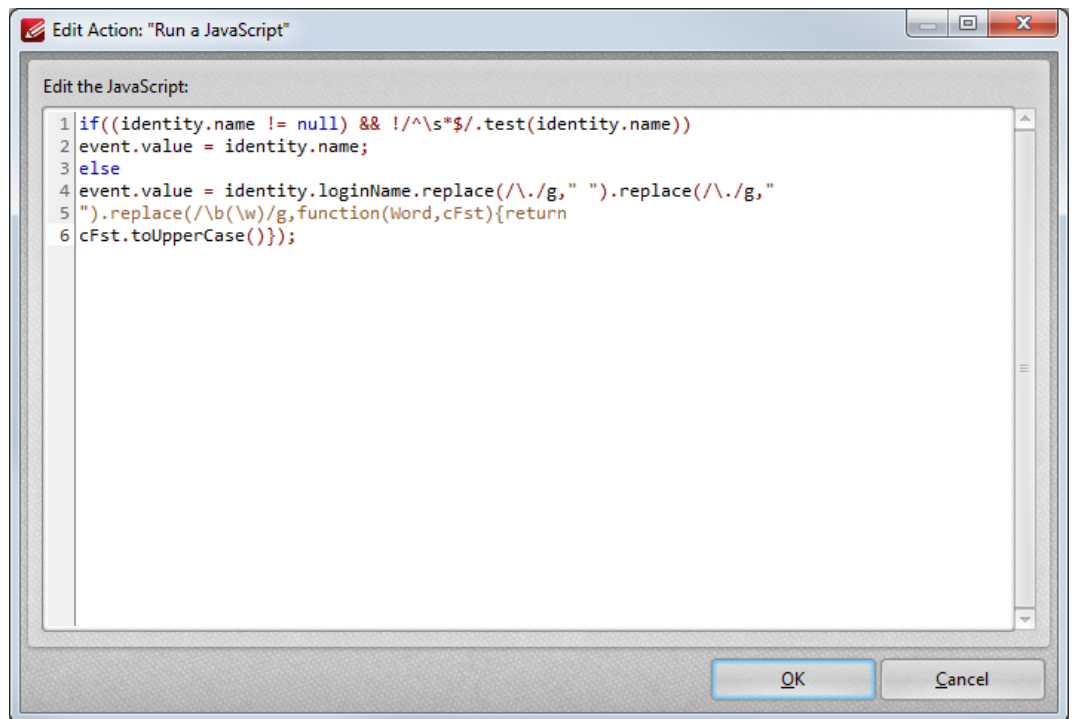 Edit Action: "Run a JavaScript"
Edit the JavaScript:
1 if((identity.name != null) && !/^\s*$/.test(identity.name))
2 event.value = identity.name;
3 else
4 event.value = identity.loginName.replace(/\./g," ").replace(/\./g,"
5 ").replace(/\b(\w)/g,function(Word,cFst){return
6 cFst.toUpperCase()});
OK Cancel